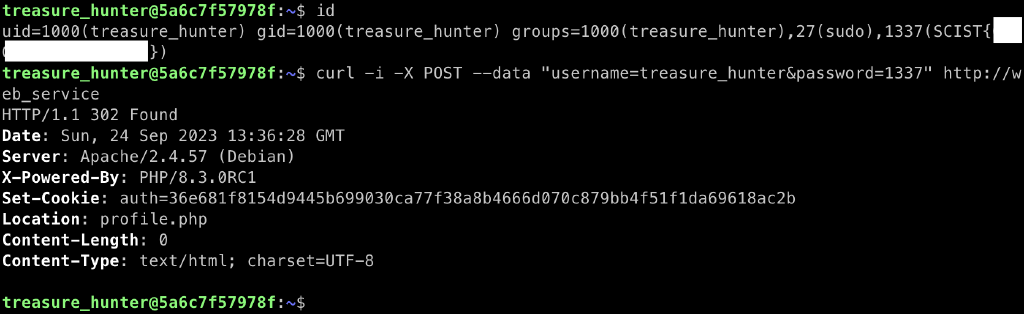 treasure_hunter@5a6c7f57978f:~$ id
uid=1000(treasure_hunter) gid=1000(treasure_hunter) groups=1000(treasure_hunter),27(sudo),1337(SCIST{
})
treasure_hunter@5a6c7f57978f:~$ curl -i -X POST --data "username=treasure_hunter&password=1337" http://w
eb_service
HTTP/1.1 302 Found
Date: Sun, 24 Sep 2023 13:36:28 GMT
Server: Apache/2.4.57 (Debian)
X-Powered-By: PHP/8.3.0RC1
Set-Cookie: auth=36e681f8154d9445b699030ca77f38a8b4666d070c879bb4f51f1da69618ac2b
Location: profile.php
Content-Length: 0
Content-Type: text/html; charset=UTF-8
treasure_hunter@5a6c7f57978f:~$